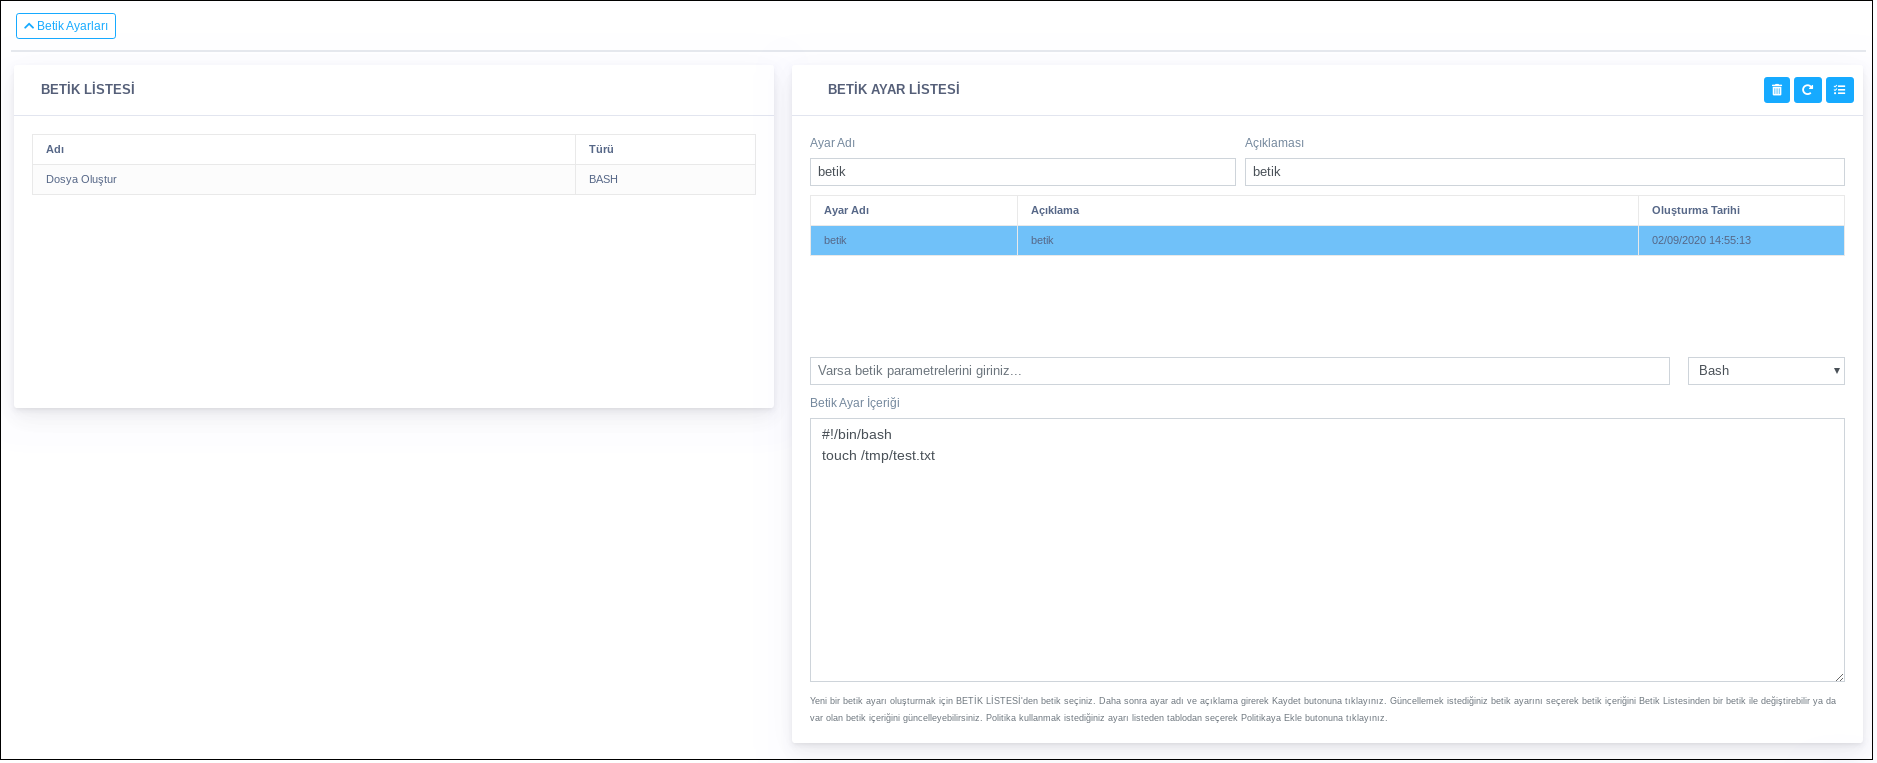 Betik Ayarları
BETİK LİSTESİ
Adı Türü
Dosya Oluştur BASH
BETİK AYAR LİSTESİ
Ayar Adı Açıklaması
betik betik
Ayar Adı Açıklama Oluşturma Tarihi
betik betik 02/09/2020 14:55:13
Varsa betik parametrelerini giriniz... Bash
Betik Ayar İçeriği
#!/bin/bash
touch /tmp/test.txt
Yeni bir betik ayarı oluşturmak için BETİK LİSTESİ'den betik seçiniz. Daha sonra ayar adı ve açıklama girerek Kaydet butonuna tıklayınız. Güncellemek istediğiniz betik ayarını seçerek betik içeriğini Betik Listesinden bir betik ile değiştirebilir ya da
var olan betik içeriğini güncelleyebilirsiniz. Politika kullanmak istediğiniz ayarı listeden tablodan seçerek Politikaya Ekle butonuna tıklayınız.